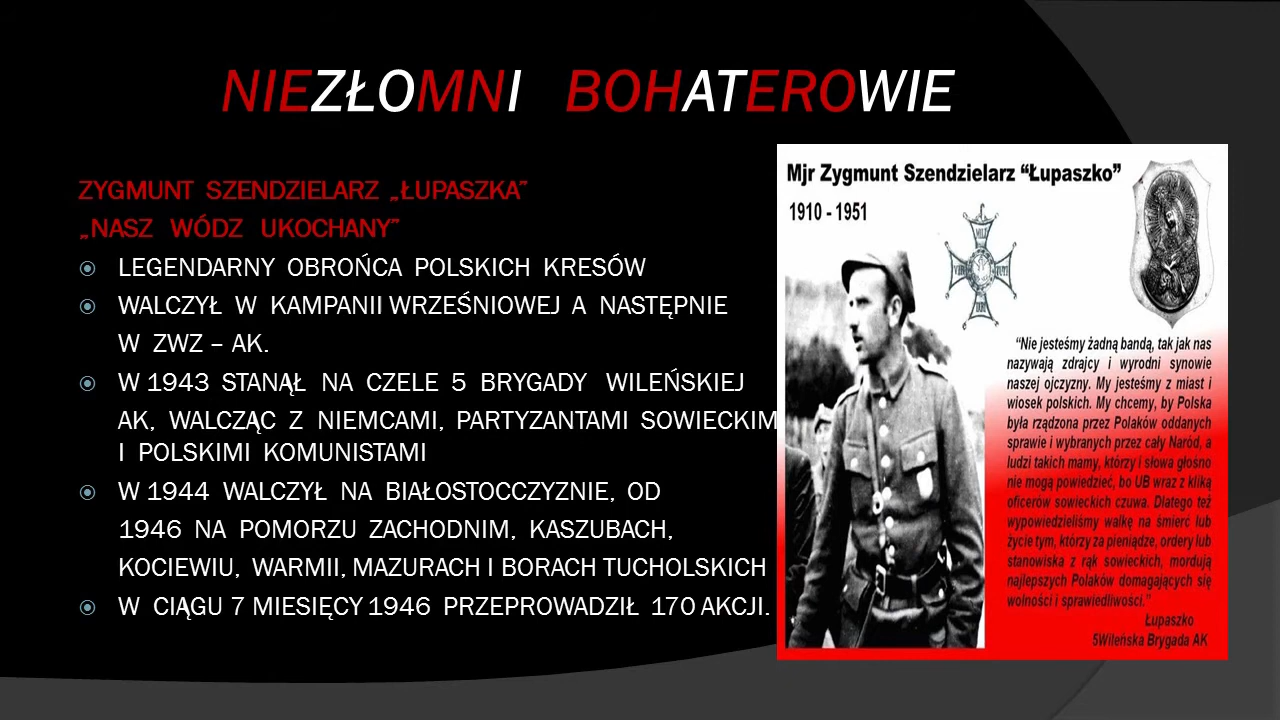 NIEZŁOMNI BOHATEROWIE
ZYGMUNT SZENDZIELARZ „ŁUPASZKA”
„NASZ WÓDZ UKOCHANY”
LEGENDARNY OBROŃCA POLSKICH KRESÓW
WALCZYŁ W KAMPANII WRZEŚNIOWEJ A NASTĘPNIE
W ZWZ – AK.
W 1943 STANĄŁ NA CZELE 5 BRYGADY WILEŃSKIEJ
AK, WALCZĄC Z NIEMCAMI, PARTYZANTAMI SOWIECKIM
I POLSKIMI KOMUNISTAMI
W 1944 WALCZYŁ NA BIAŁOSTOCCZYZNIE, OD
1946 NA POMORZU ZACHODNIM, KASZUBACH,
KOCIEWIU, WARMII, MAZURACH I BORACH TUCHOLSKICH
W CIĄGU 7 MIESIĘCY 1946 PRZEPROWADZIŁ 170 AKCJI.
Mjr Zygmunt Szendzielarz “Łupaszko”
1910 - 1951
“Nie jesteśmy żadną bandą, tak jak nas
nazywają zdrajcy i wyrodni synowie
naszej ojczyzny. My jesteśmy z miast i
wiosek polskich. My chcemy, by Polska
była rządzona przez Polaków oddanych
sprawie i wybranych przez cały Naród, a
ludzi takich mamy, którzy i słowa głośno
nie mogą powiedzieć, bo UB wraz z kliką
oficerów sowieckich czuwa. Dlatego też
wypowiedzieliśmy walkę na śmierć lub
życie tym, którzy za pieniądze, ordery lub
stanowiska z rąk sowieckich, mordują
najlepszych Polaków domagających się
wolności i sprawiedliwosci.”
Łupaszko
5Wileńska Brygada AK